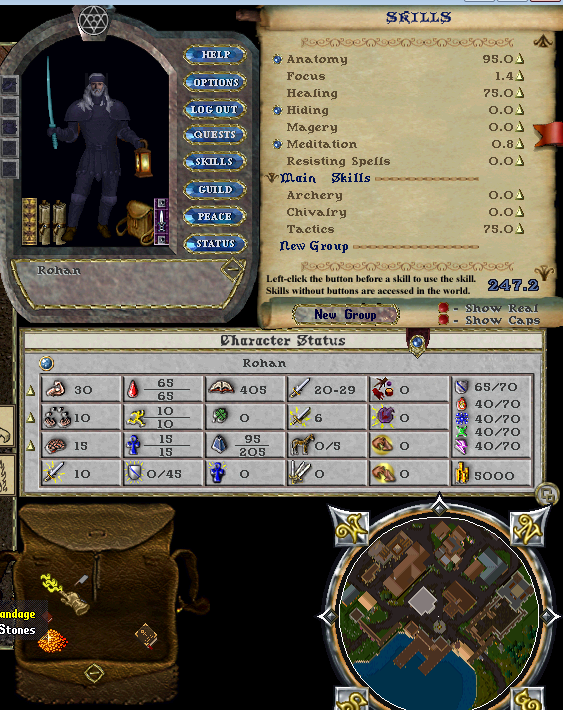 SKILLS
HELP
OPTIONS
LOG OUT
QUESTS
SKILLS
GUILD
PEACE
STATUS
Rohan
Anatomy 95.0
Focus 1.4
Healing 75.0
Hiding 0.0
Magery 0.0
Meditation 0.8
Resisting Spells 0.0
Main Skills
Archery 0.0
Chivalry 0.0
Tactics 75.0
New Group
Left-click the button before a skill to use the skill.
Skills without buttons are accessed in the world.
247.2
New Group
- Show Real
- Show Caps
Character Status
Rohan
30 65/65 405 20-29 0 65/70
40/70
10 10/10 0 6 0 40/70
40/70
15 15/15 95/205 0/5 0 40/70
10 0/45 0 0 0 5000
andage
Stones